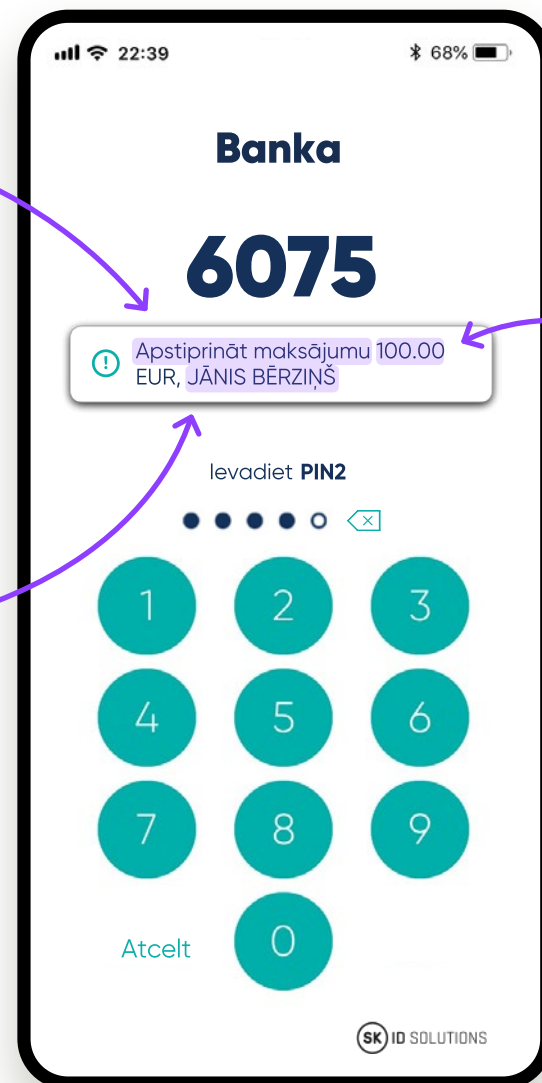 22:39
68%
Banka
6075
Apstiprināt maksājumu 100.00
EUR, JĀNIS BĒRZIŅŠ
Ievadiet PIN2
1 2 3
4 5 6
7 8 9
Atcelt 0
SK ID SOLUTIONS